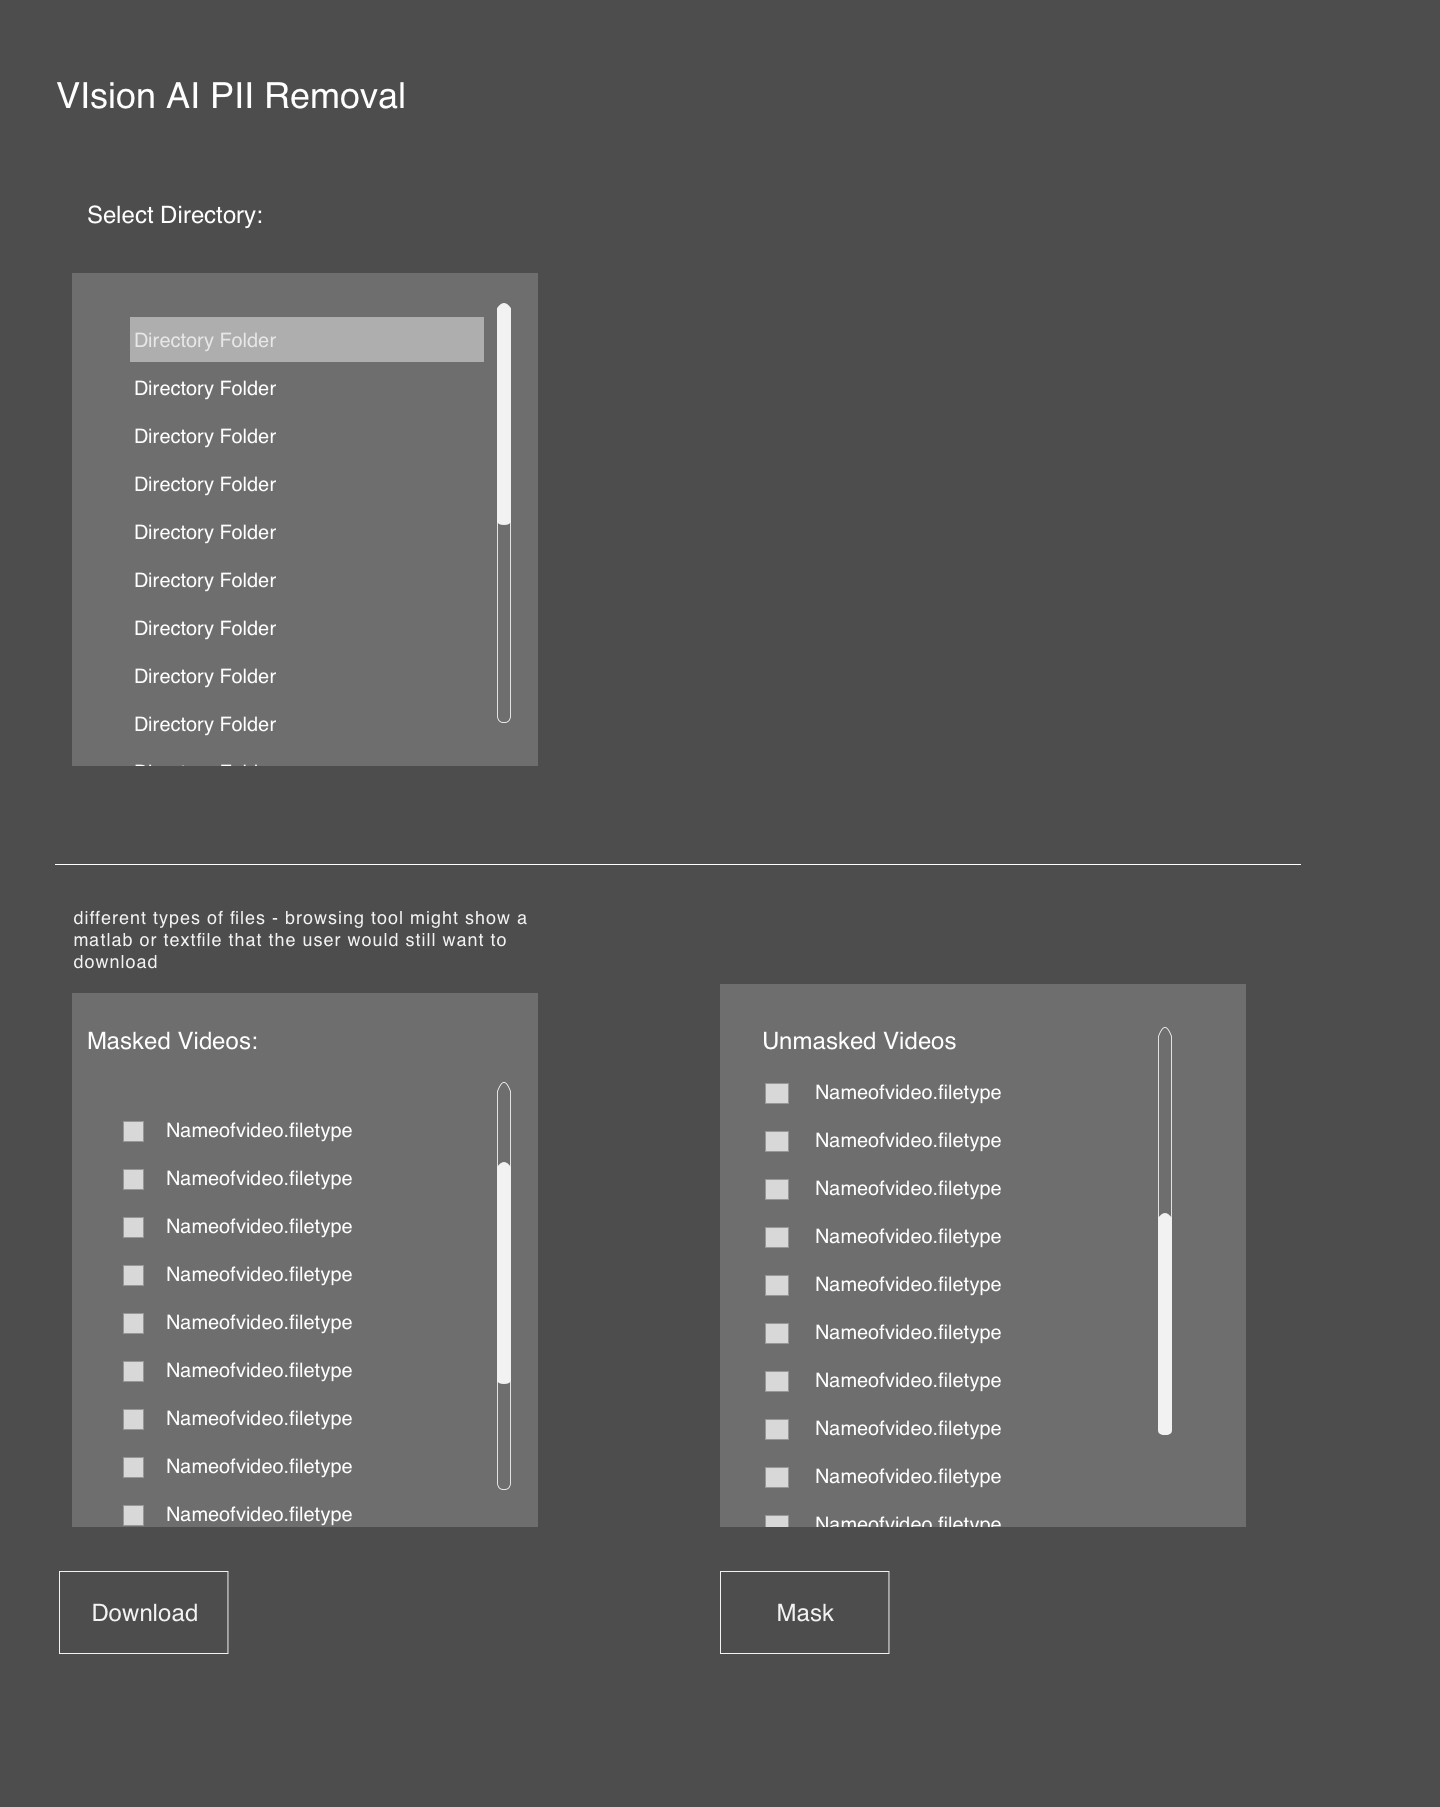 VIsion AI PII Removal
Select Directory:
Directory Folder
Directory Folder
Directory Folder
Directory Folder
Directory Folder
Directory Folder
Directory Folder
Directory Folder
Directory Folder
different types of files - browsing tool might show a
matlab or textfile that the user would still want to
download
Masked Videos:
Nameofvideo.filetype
Nameofvideo.filetype
Nameofvideo.filetype
Nameofvideo.filetype
Nameofvideo.filetype
Nameofvideo.filetype
Nameofvideo.filetype
Nameofvideo.filetype
Nameofvideo.filetype
Download
Unmasked Videos
Nameofvideo.filetype
Nameofvideo.filetype
Nameofvideo.filetype
Nameofvideo.filetype
Nameofvideo.filetype
Nameofvideo.filetype
Nameofvideo.filetype
Nameofvideo.filetype
Nameofvideo.filetype
Nameofvideo.filetype
Mask